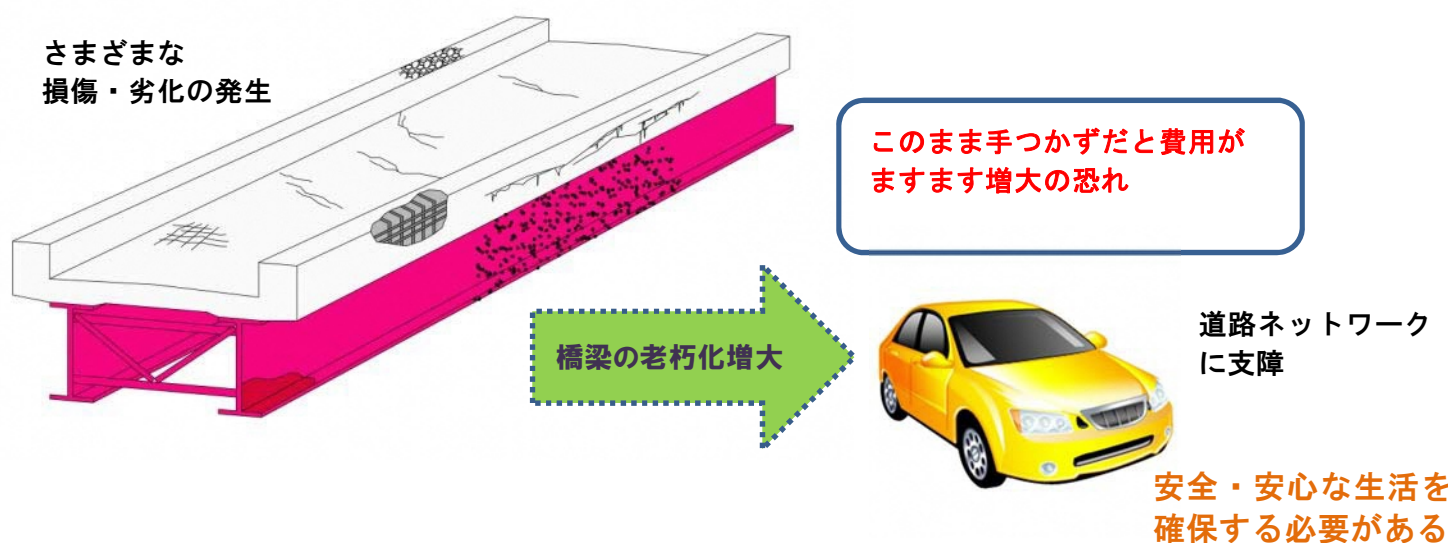 さまざまな
損傷・劣化の発生
このまま手つかずだと費用が
ますます増大の恐れ
橋梁の老朽化増大
道路ネットワーク
に支障
安全・安心な生活を
確保する必要がある